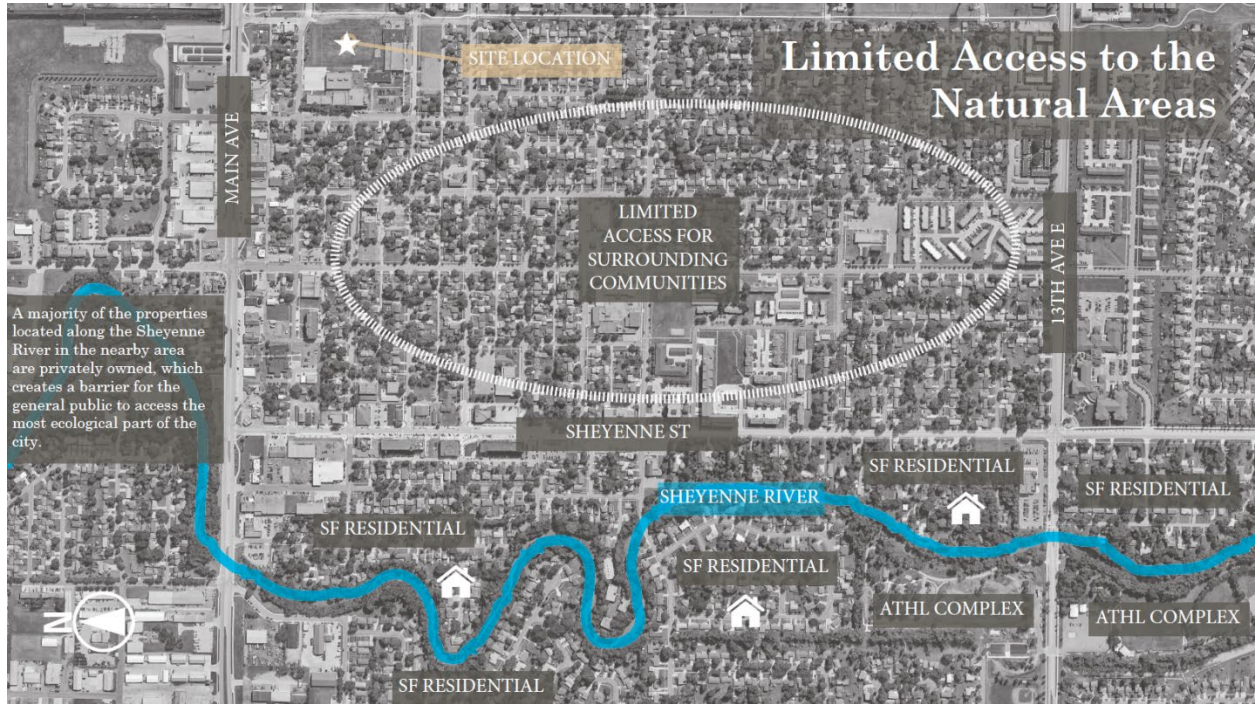 Limited Access to the
Natural Areas
SITE LOCATION
MAIN AVE
LIMITED
ACCESS FOR
SURROUNDING
COMMUNITIES
13TH AVE E
A majority of the properties
located along the Sheyenne
River in the nearby area
are privately owned, which
creates a barrier for the
general public to access the
most ecological part of the
city.
SHEYENNE ST
SF RESIDENTIAL
SF RESIDENTIAL
SHEYENNE RIVER
SF RESIDENTIAL
SF RESIDENTIAL
ATHL COMPLEX
ATHL COMPLEX
N
SF RESIDENTIAL